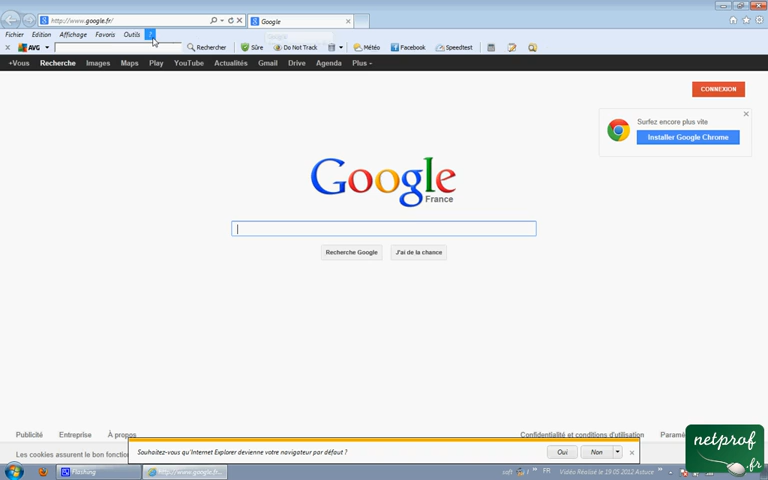 http://www.google.fr/
Google
Fichier Edition Affichage Favoris Outils ?
AVG Rechercher Sûre Do Not Track Météo Facebook Speedtest
+Vous Recherche Images Maps Play YouTube Actualités Gmail Drive Agenda Plus
CONNEXION
Surfez encore plus vite
Installer Google Chrome
Google
France
Recherche Google J'ai de la chance
Publicité Entreprise À propos Confidentialité et conditions d'utilisation
Les cookies assurent le bon
Souhaitez-vous qu'Internet Explorer devienne votre navigateur par défaut ? Oui Non
Flashing http://www.google.fr... FR Vidéo Réalisé le 19 05 2012 Astuce
netprof
.fr